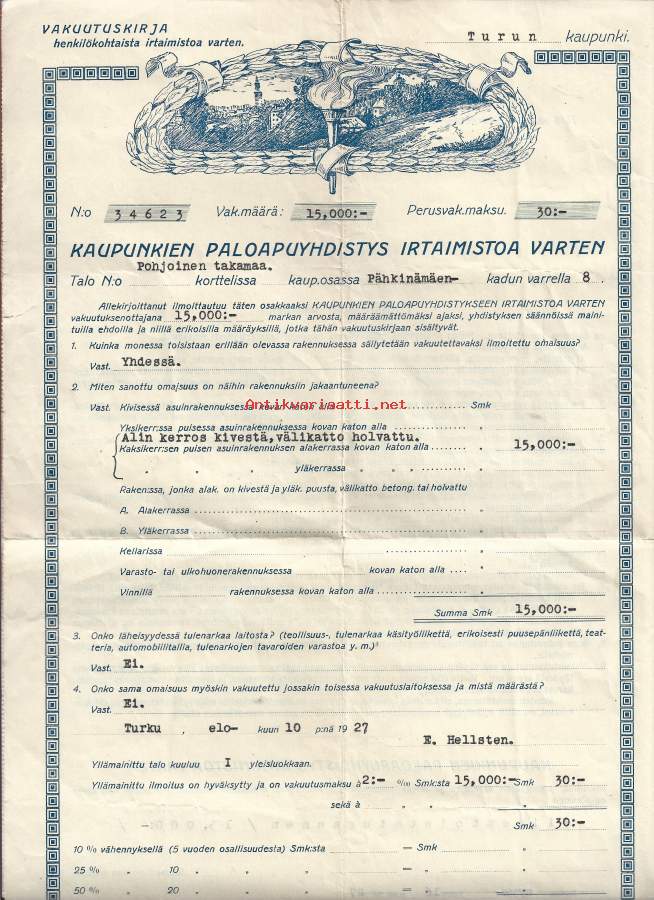 VAKUUTUSKIRJA
henkilökohtaista irtaimistoa varten.
Turun kaupunki.
N:o 34623 Vak.määrä: 15,000:- Perusvak.maksu. 30:-
KAUPUNKIEN PALOAPUYHDISTYS IRTAIMISTOA VARTEN
Pohjoinen takamaa.
Talo N:o korttelissa kaup.osassa Pähkinämäen- kadun varrella 8.
Allekirjoittanut ilmoittautuu täten osakkaaksi KAUPUNKIEN PALOAPUYHDISTYKSEEN IRTAIMISTOA VARTEN
vakuutuksenottajana 15,000:- markan arvosta, määräämättömäksi ajaksi, yhdistyksen säännöissä maini-
tuilla ehdoilla ja niillä erikoisilla määräyksillä, jotka tähän vakuutuskirjaan sisältyvät.
1. Kuinka monessa toisistaan erillään olevassa rakennuksessa säilytetään vakuutettavaksi ilmoitettu omaisuus?
Vast. Yhdessä.
2. Miten sanottu omaisuus on näihin rakennuksiin jakaantuneena?
Vast. Kivisessä asuinrakennuksessa kovan katon alla Smk
Antikvariaatti.net
Yksikerr:ssa puisessa asuinrakennuksessa kovan katon alla "
Alin kerros kivestä, välikatto holvattu.
Kaksikerr:sen puisen asuinrakennuksen alakerrassa kovan katon alla " 15,000:-
" " " yläkerrassa " " " "
Raken:ssa, jonka alak. on kivestä ja yläk. puusta, välikatto betong. tai holvattu
A. Alakerrassa "
B. Yläkerrassa "
Kellarissa "
Varasto- tai ulkohuonerakennuksessa kovan katon alla "
Vinnillä rakennuksessa kovan katon alla "
Summa Smk 15,000:-
3. Onko läheisyydessä tulenarkaa laitosta? (teollisuus-, tulenarkaa käsityöliikettä, erikoisesti puusepänliikettä, teat-
teria, automobiilitallia, tulenarkojen tavaroiden varastoa y. m.)?
Vast. Ei.
4. Onko sama omaisuus myöskin vakuutettu jossakin toisessa vakuutuslaitoksessa ja mistä määrästä?
Vast. Ei.
Turku, elo- kuun 10 p:nä 1927
E. Hellsten.
Yllämainittu talo kuuluu I yleisluokkaan.
Yllämainittu ilmoitus on hyväksytty ja on vakuutusmaksu à 2:- ‰ Smk:sta 15,000:- Smk 30:-
sekä à " " "
Smk 30:-
10 % vähennyksellä (5 vuoden osallisuudesta) Smk:sta — Smk "
25 % " 10 " " " — " "
50 % " 20 " " " — " "